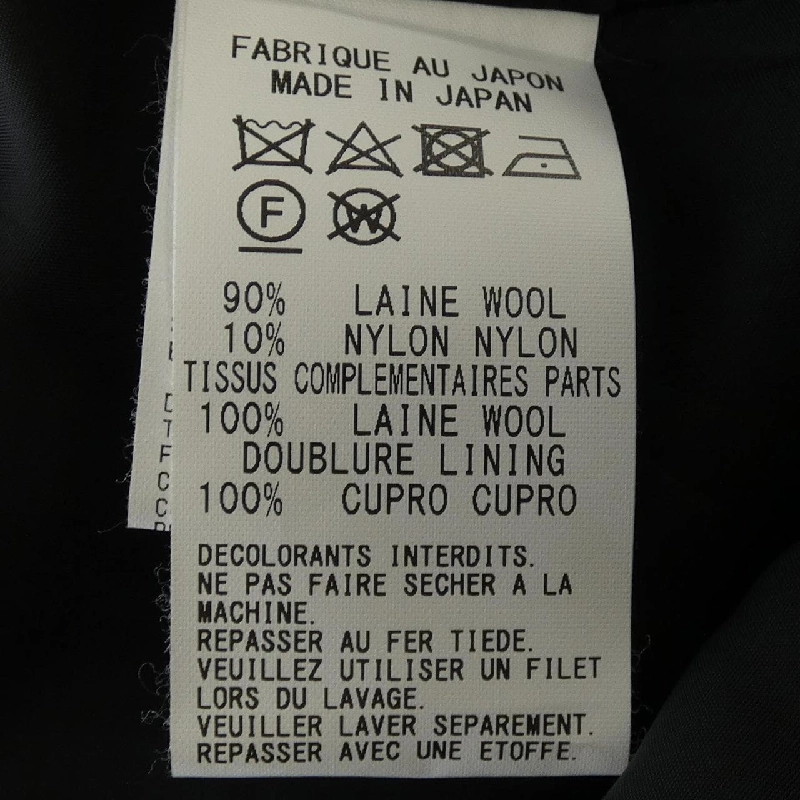 FABRIQUE AU JAPON
MADE IN JAPAN
F W
90% LAINE WOOL
10% NYLON NYLON
TISSUS COMPLEMENTAIRES PARTS
100% LAINE WOOL
DOUBLURE LINING
100% CUPRO CUPRO
DECOLORANTS INTERDITS.
NE PAS FAIRE SECHER A LA
MACHINE.
REPASSER AU FER TIEDE.
VEUILLEZ UTILISER UN FILET
LORS DU LAVAGE.
VEUILLER LAVER SEPAREMENT.
REPASSER AVEC UNE ETOFFE.